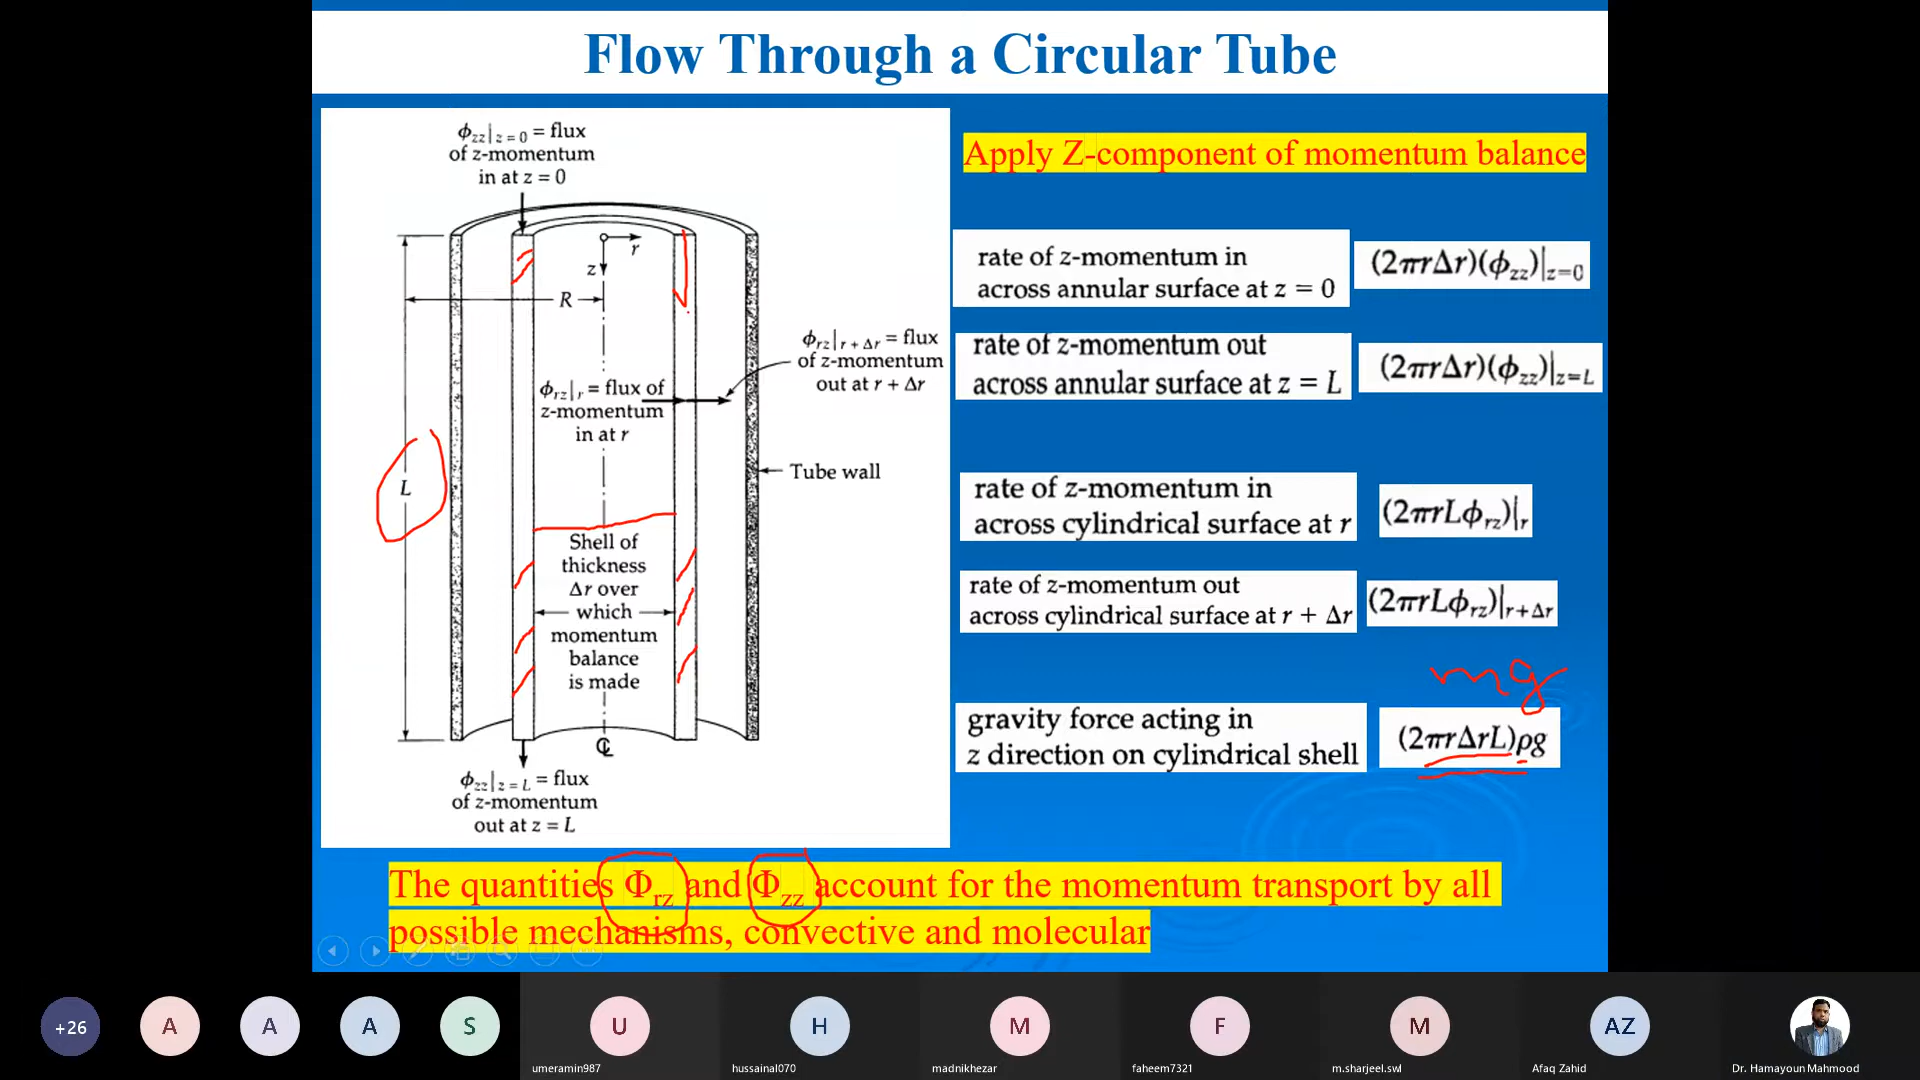 Flow Through a Circular Tube
ϕzz|z = 0 = flux
of z-momentum
in at z = 0
r
z
R
ϕrz|r + Δr = flux
of z-momentum
out at r + Δr
ϕrz|r = flux of
z-momentum
in at r
L
Tube wall
Shell of
thickness
Δr over
which
momentum
balance
is made
℄
ϕzz|z = L = flux
of z-momentum
out at z = L
Apply Z-component of momentum balance
rate of z-momentum in
across annular surface at z = 0
(2πrΔr)(ϕzz)|z=0
rate of z-momentum out
across annular surface at z = L
(2πrΔr)(ϕzz)|z=L
rate of z-momentum in
across cylindrical surface at r
(2πrLϕrz)|r
rate of z-momentum out
across cylindrical surface at r + Δr
(2πrLϕrz)|r+Δr
mg
gravity force acting in
z direction on cylindrical shell
(2πrΔrL)ρg
The quantities Φrz and Φzz account for the momentum transport by all
possible mechanisms, convective and molecular
+26
A
A
A
S
U
H
M
F
M
AZ
umeramin987
hussainal070
madnikhezar
faheem7321
m.sharjeel.swl
Afaq Zahid
Dr. Hamayoun Mahmood